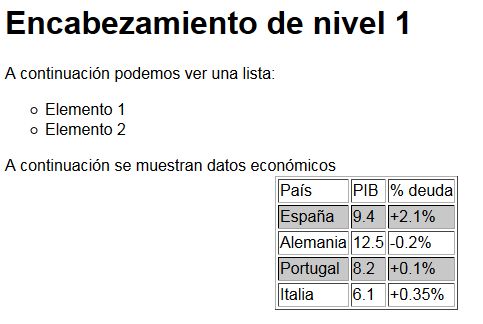 Encabezamiento de nivel 1
A continuación podemos ver una lista:
Elemento 1
Elemento 2
A continuación se muestran datos económicos
País PIB % deuda
España 9.4 +2.1%
Alemania 12.5 -0.2%
Portugal 8.2 +0.1%
Italia 6.1 +0.35%